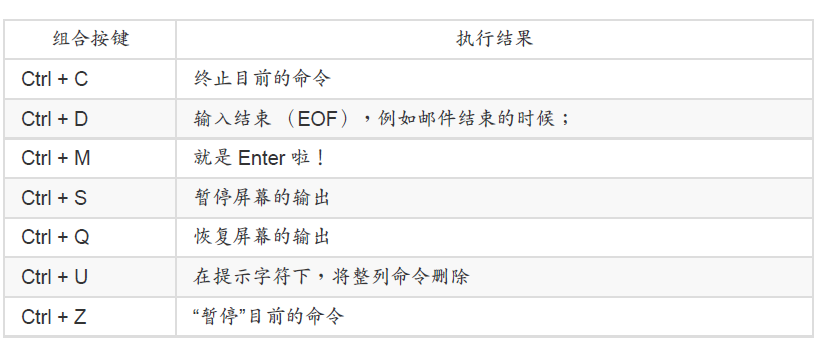 组合按键 执行结果
Ctrl + C 终止目前的命令
Ctrl + D 输入结束 （EOF），例如邮件结束的时候；
Ctrl + M 就是 Enter 啦！
Ctrl + S 暂停屏幕的输出
Ctrl + Q 恢复屏幕的输出
Ctrl + U 在提示字符下，将整列命令删除
Ctrl + Z “暂停”目前的命令